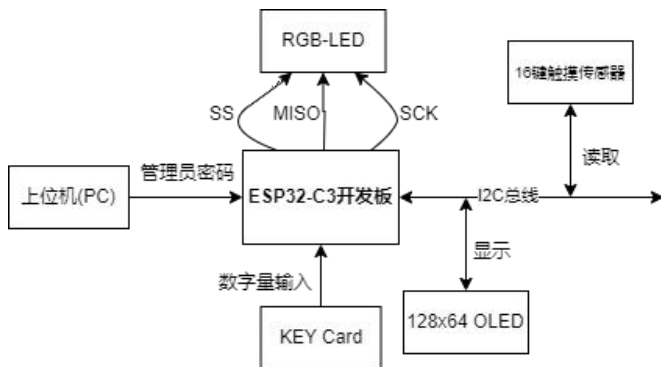 RGB-LED
16键触摸传感器
SS
MISO
SCK
管理员密码
读取
上位机(PC)
ESP32-C3开发板
I2C总线
显示
数字量输入
128x64 OLED
KEY Card